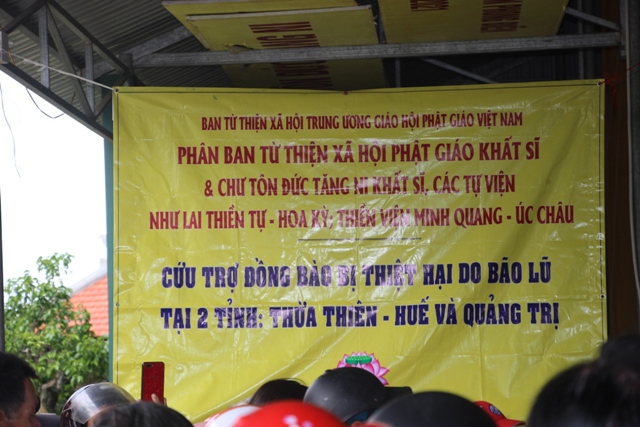 BAN TỪ THIỆN XÃ HỘI TRUNG ƯƠNG GIÁO HỘI PHẬT GIÁO VIỆT NAM
PHÂN BAN TỪ THIỆN XÃ HỘI PHẬT GIÁO KHẤT SĨ
& CHƯ TÔN ĐỨC TĂNG NI KHẤT SĨ, CÁC TỰ VIỆN
NHƯ LAI THIỀN TỰ - HOA KỲ; THIỀN VIỆN MINH QUANG - ÚC CHÂU
CỨU TRỢ ĐỒNG BÀO BỊ THIỆT HẠI DO BÃO LŨ
TẠI 2 TỈNH: THỪA THIÊN - HUẾ VÀ QUẢNG TRỊ